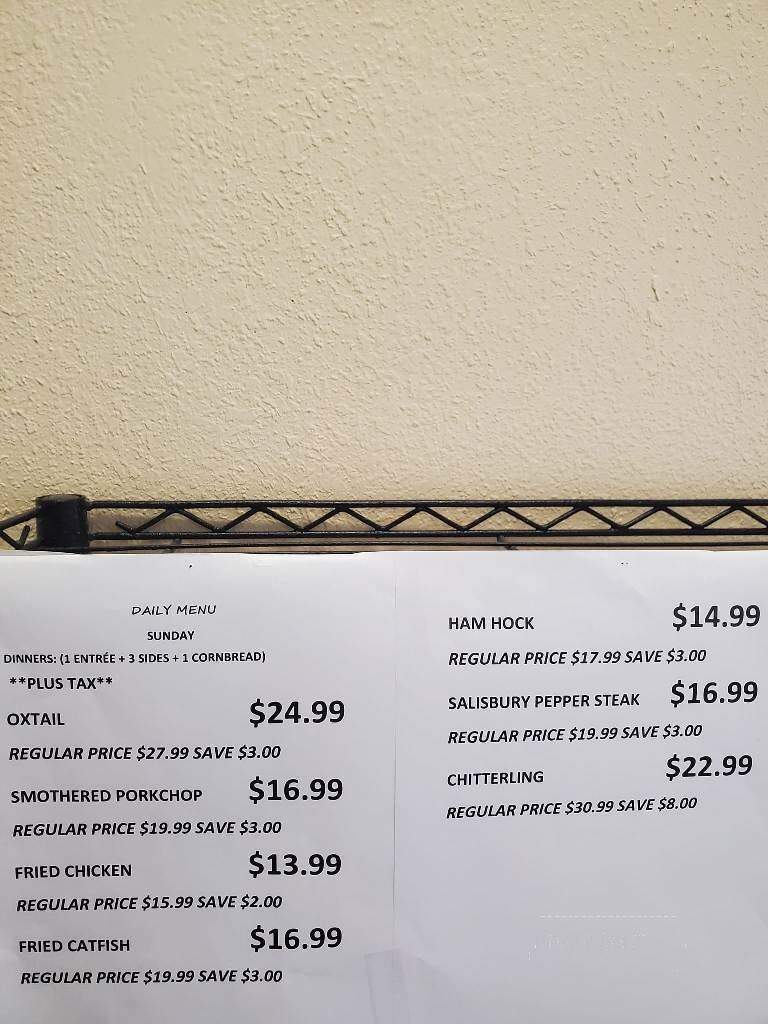 DAILY MENU
SUNDAY
DINNERS: (1 ENTRÉE + 3 SIDES + 1 CORNBREAD)
**PLUS TAX**
OXTAIL $24.99
REGULAR PRICE $27.99 SAVE $3.00
SMOTHERED PORKCHOP $16.99
REGULAR PRICE $19.99 SAVE $3.00
FRIED CHICKEN $13.99
REGULAR PRICE $15.99 SAVE $2.00
FRIED CATFISH $16.99
REGULAR PRICE $19.99 SAVE $3.00
HAM HOCK $14.99
REGULAR PRICE $17.99 SAVE $3.00
SALISBURY PEPPER STEAK $16.99
REGULAR PRICE $19.99 SAVE $3.00
CHITTERLING $22.99
REGULAR PRICE $30.99 SAVE $8.00